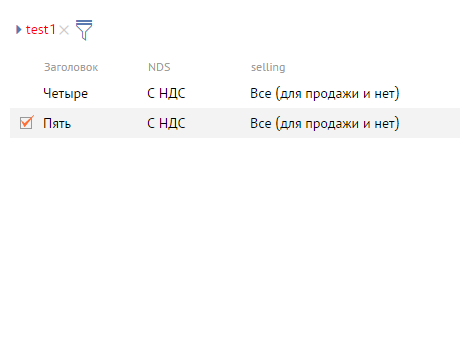 test1
Заголовок NDS selling
Четыре С НДС Все (для продажи и нет)
Пять С НДС Все (для продажи и нет)